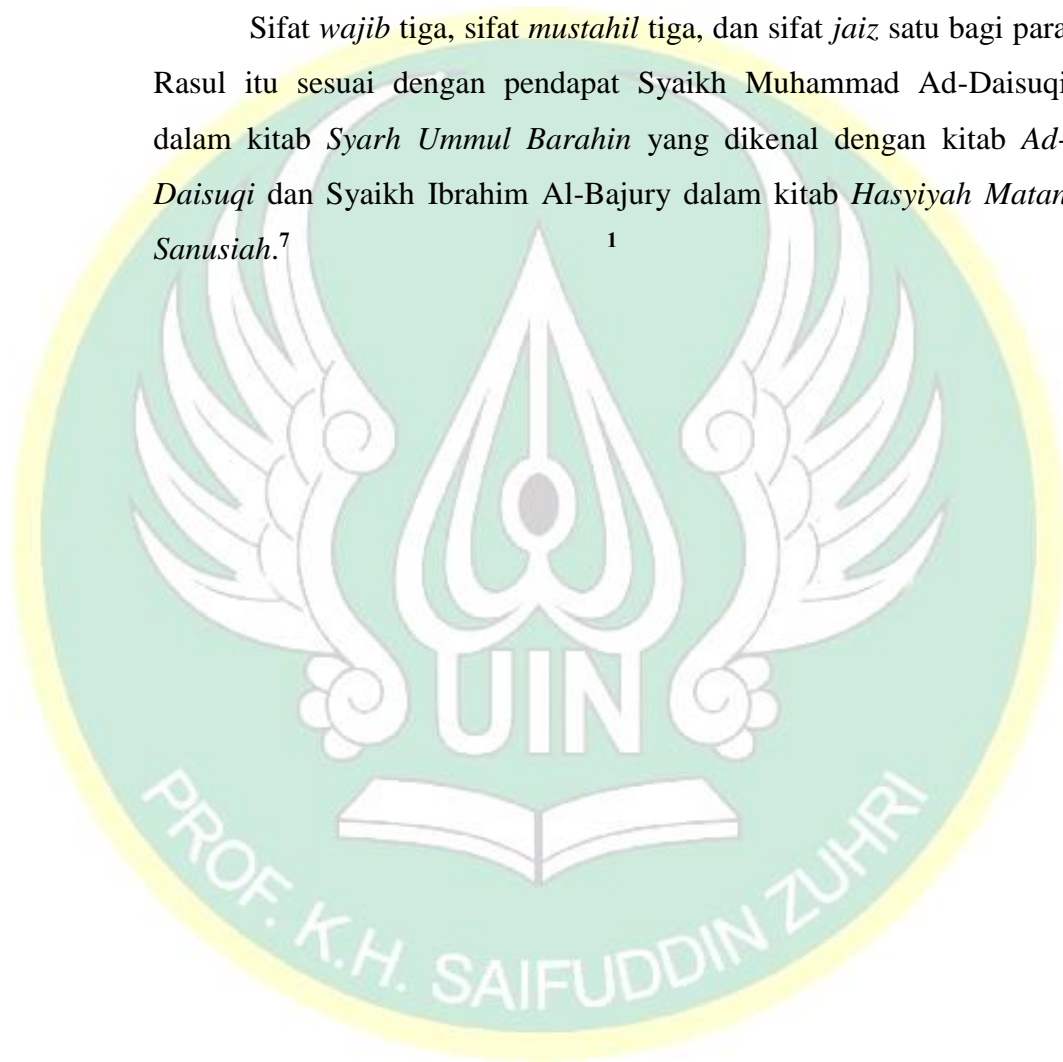 Sifat wajib tiga, sifat mustahil tiga, dan sifat jaiz satu bagi para
Rasul itu sesuai dengan pendapat Syaikh Muhammad Ad-Daisuqi
dalam kitab Syarh Ummul Barahin yang dikenal dengan kitab Ad-
Daisuqi dan Syaikh Ibrahim Al-Bajury dalam kitab Hasyiyah Matan
Sanusiah.7 1
UIN
PROF. K.H. SAIFUDDIN ZUHRI